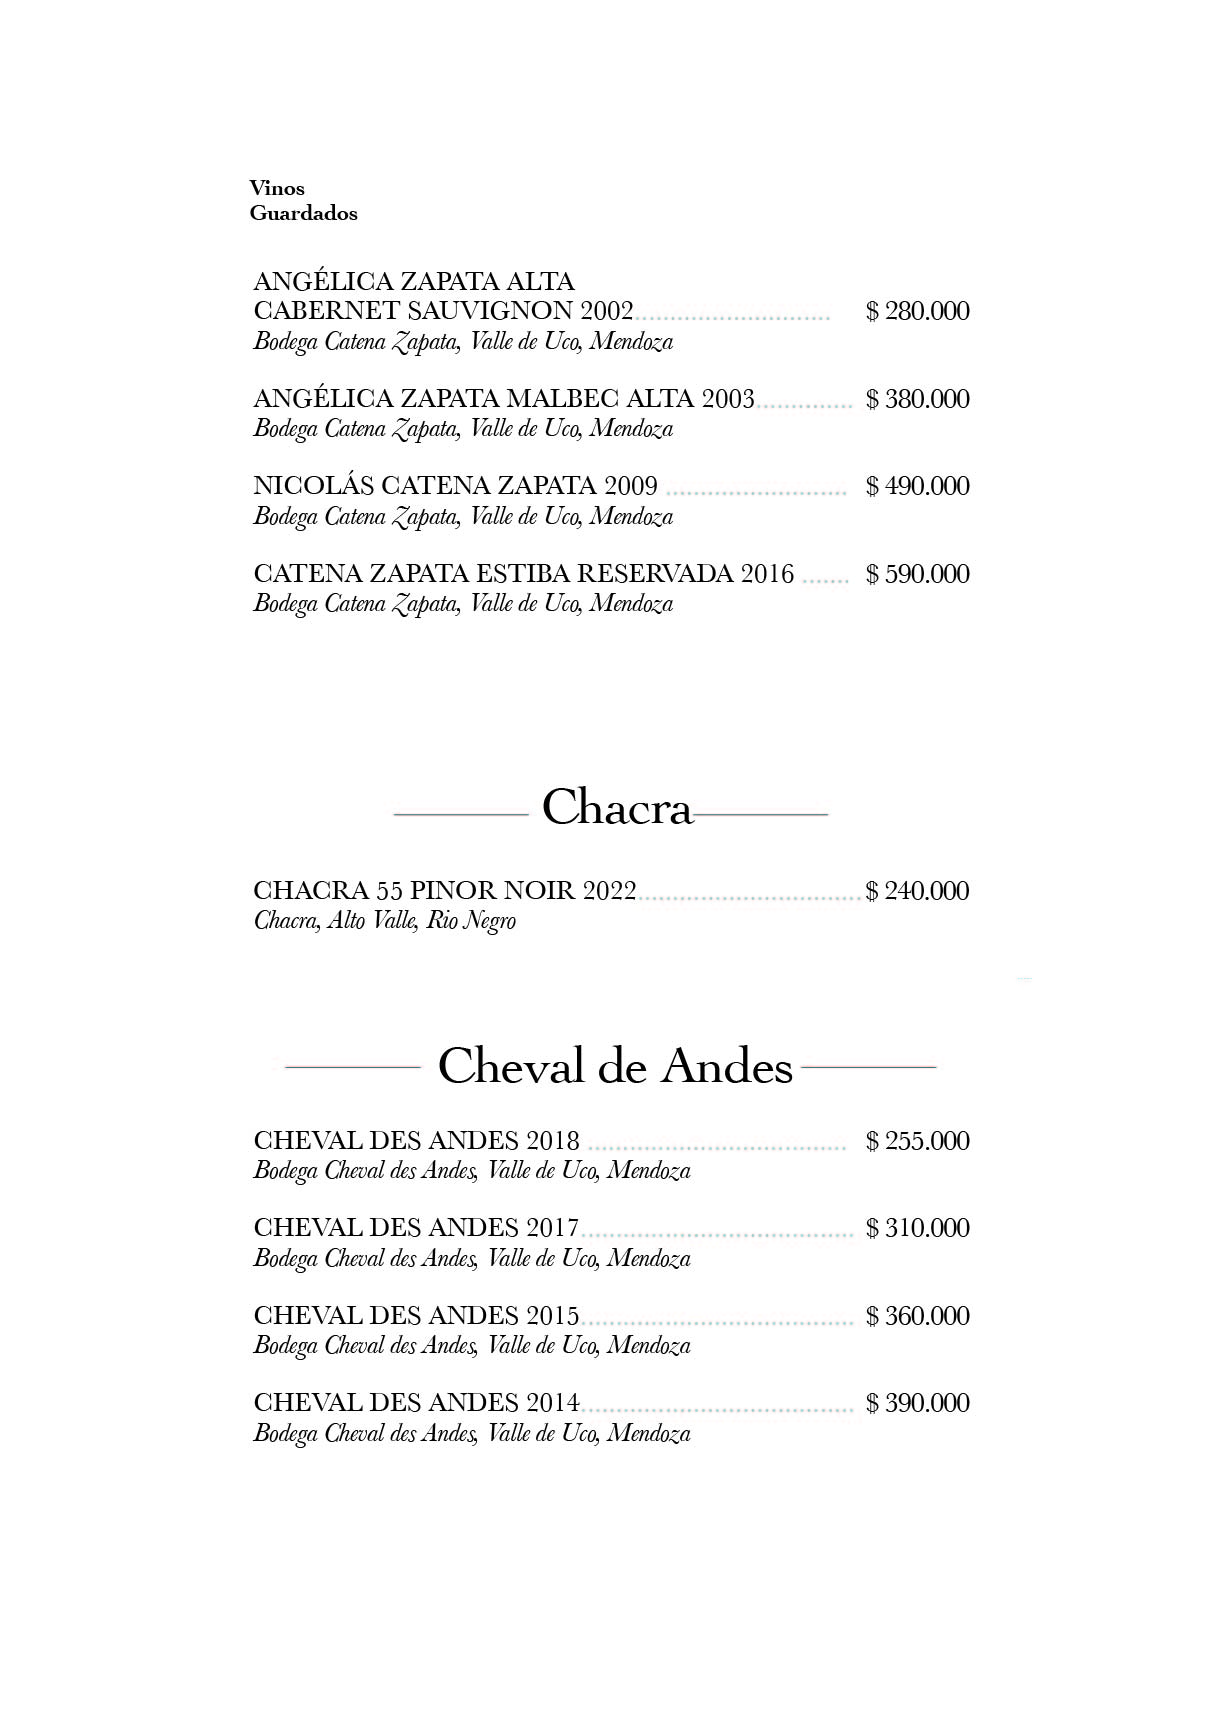 Vinos
Guardados
ANGÉLICA ZAPATA ALTA
CABERNET SAUVIGNON 2002............................ $ 280.000
Bodega Catena Zapata, Valle de Uco, Mendoza
ANGÉLICA ZAPATA MALBEC ALTA 2003.............. $ 380.000
Bodega Catena Zapata, Valle de Uco, Mendoza
NICOLÁS CATENA ZAPATA 2009 .......................... $ 490.000
Bodega Catena Zapata, Valle de Uco, Mendoza
CATENA ZAPATA ESTIBA RESERVADA 2016 ....... $ 590.000
Bodega Catena Zapata, Valle de Uco, Mendoza
Chacra
CHACRA 55 PINOR NOIR 2022................................ $ 240.000
Chacra, Alto Valle, Rio Negro
Cheval de Andes
CHEVAL DES ANDES 2018 ..................................... $ 255.000
Bodega Cheval des Andes, Valle de Uco, Mendoza
CHEVAL DES ANDES 2017....................................... $ 310.000
Bodega Cheval des Andes, Valle de Uco, Mendoza
CHEVAL DES ANDES 2015....................................... $ 360.000
Bodega Cheval des Andes, Valle de Uco, Mendoza
CHEVAL DES ANDES 2014....................................... $ 390.000
Bodega Cheval des Andes, Valle de Uco, Mendoza